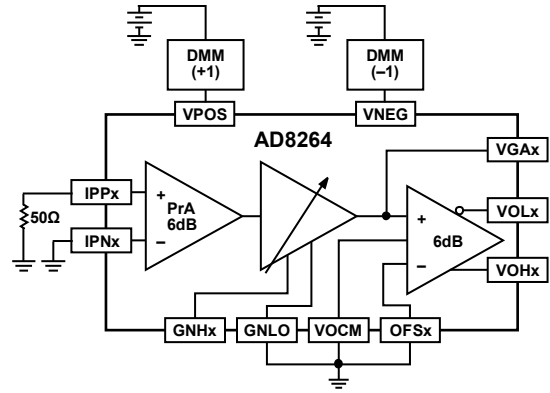 DMM
(+1)
DMM
(–1)
VPOS
VNEG
AD8264
VGAx
IPPx
+
PrA
6dB
–
50Ω
IPNx
+
6dB
–
VOLx
VOHx
GNHx
GNLO
VOCM
OFSx